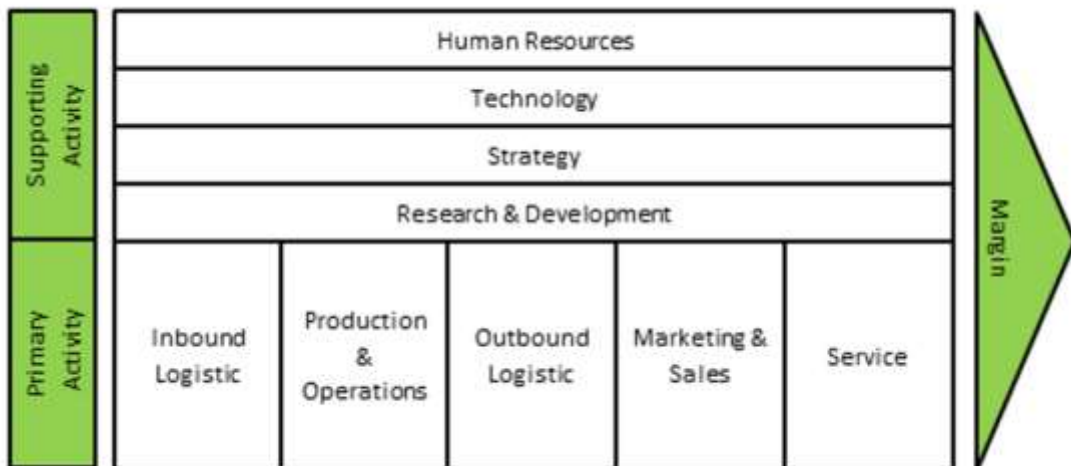 Supporting
Activity
Human Resources
Technology
Strategy
Research & Development
Primary
Activity
Inbound
Logistic
Production
&
Operations
Outbound
Logistic
Marketing &
Sales
Service
Margin